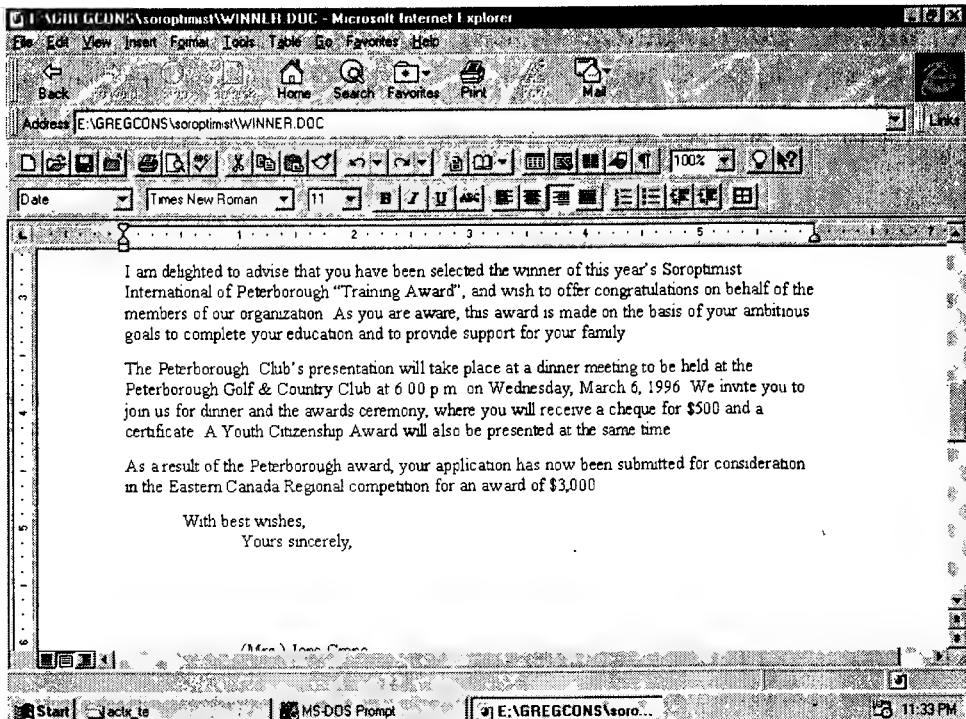 E:\GREGCONS\soroptimist\WINNER.DOC - Microsoft Internet Explorer
File Edit View Insert Format Tools Table Go Favorites Help
Back Home Search Favorites Print Mail
Address E:\GREGCONS\soroptimist\WINNER.DOC Links
100%
Date Times New Roman 11 B I U ABC
1 2 3 4 5 7
I am delighted to advise that you have been selected the winner of this year's Soroptimist
International of Peterborough "Training Award", and wish to offer congratulations on behalf of the
members of our organization As you are aware, this award is made on the basis of your ambitious
goals to complete your education and to provide support for your family
The Peterborough Club's presentation will take place at a dinner meeting to be held at the
Peterborough Golf & Country Club at 6 00 p m on Wednesday, March 6, 1996 We invite you to
join us for dinner and the awards ceremony, where you will receive a cheque for $500 and a
certificate A Youth Citizenship Award will also be presented at the same time
As a result of the Peterborough award, your application has now been submitted for consideration
in the Eastern Canada Regional competition for an award of $3,000
With best wishes,
Yours sincerely,
Start MS-DOS Prompt E:\GREGCONS\soro... 11:33 PM